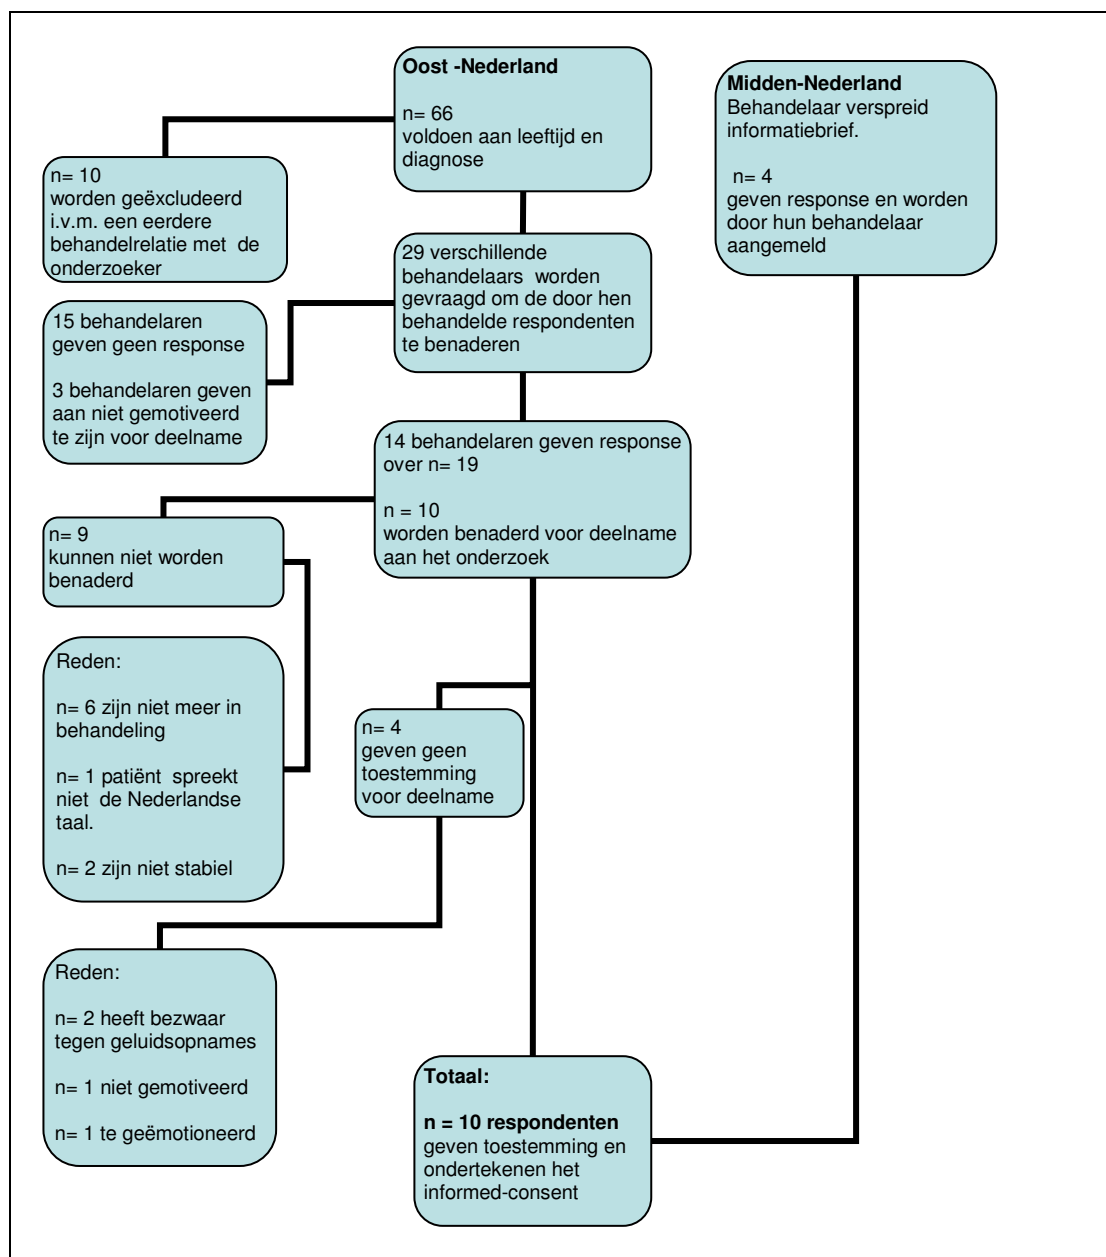 Oost -Nederland
n= 66
voldoen aan leeftijd en
diagnose
Midden-Nederland
Behandelaar verspreid
informatiebrief.
n= 4
geven response en worden
door hun behandelaar
aangemeld
n= 10
worden geëxcludeerd
i.v.m. een eerdere
behandelrelatie met de
onderzoeker
29 verschillende
behandelaars worden
gevraagd om de door hen
behandelde respondenten
te benaderen
15 behandelaren
geven geen response
3 behandelaren geven
aan niet gemotiveerd
te zijn voor deelname
14 behandelaren geven response
over n= 19
n = 10
worden benaderd voor deelname
aan het onderzoek
n= 9
kunnen niet worden
benaderd
Reden:
n= 6 zijn niet meer in
behandeling
n= 1 patiënt spreekt
niet de Nederlandse
taal.
n= 2 zijn niet stabiel
n= 4
geven geen
toestemming
voor deelname
Reden:
n= 2 heeft bezwaar
tegen geluidsopnames
n= 1 niet gemotiveerd
n= 1 te geëmotioneerd
Totaal:
n = 10 respondenten
geven toestemming en
ondertekenen het
informed-consent